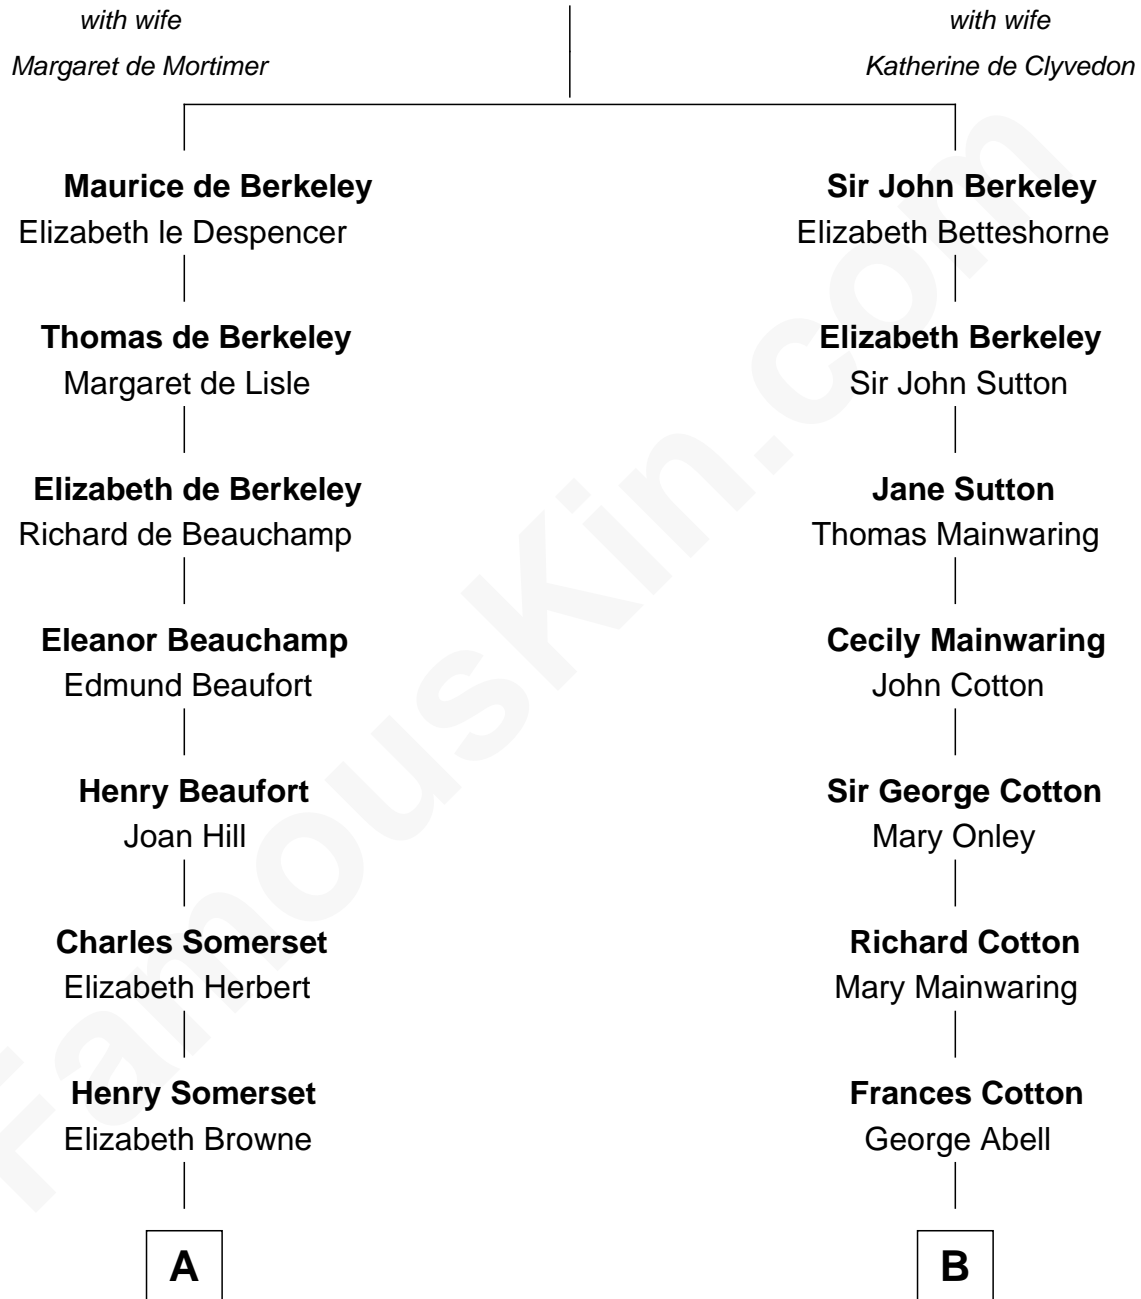 with wife
Margaret de Mortimer
with wife
Katherine de Clyvedon
Maurice de Berkeley
Elizabeth le Despencer
Sir John Berkeley
Elizabeth Betteshorne
Thomas de Berkeley
Margaret de Lisle
Elizabeth Berkeley
Sir John Sutton
Elizabeth de Berkeley
Richard de Beauchamp
Jane Sutton
Thomas Mainwaring
Eleanor Beauchamp
Edmund Beaufort
Cecily Mainwaring
John Cotton
Henry Beaufort
Joan Hill
Sir George Cotton
Mary Onley
Charles Somerset
Elizabeth Herbert
Richard Cotton
Mary Mainwaring
Henry Somerset
Elizabeth Browne
Frances Cotton
George Abell
A
B
FamousKin.com